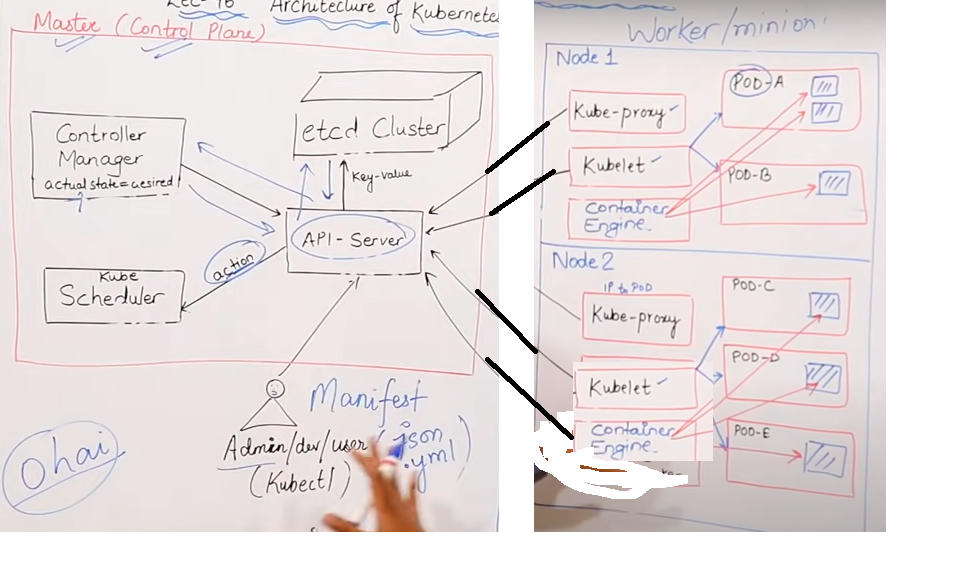 Lec-16
Architecture of Kubernetes
Master (Control Plane)
etcd Cluster
Controller
Manager
actual state = desired
Key-value
API-Server
action
Kube
Scheduler
Manifest
Admin/dev/user
(Kubectl)
(.json
.yml)
Ohai
Worker/minion
Node 1
Kube-proxy
Kubelet
Container
Engine
POD-A
POD-B
Node 2
IP to POD
Kube-proxy
Kubelet
Container
Engine
POD-C
POD-D
POD-E